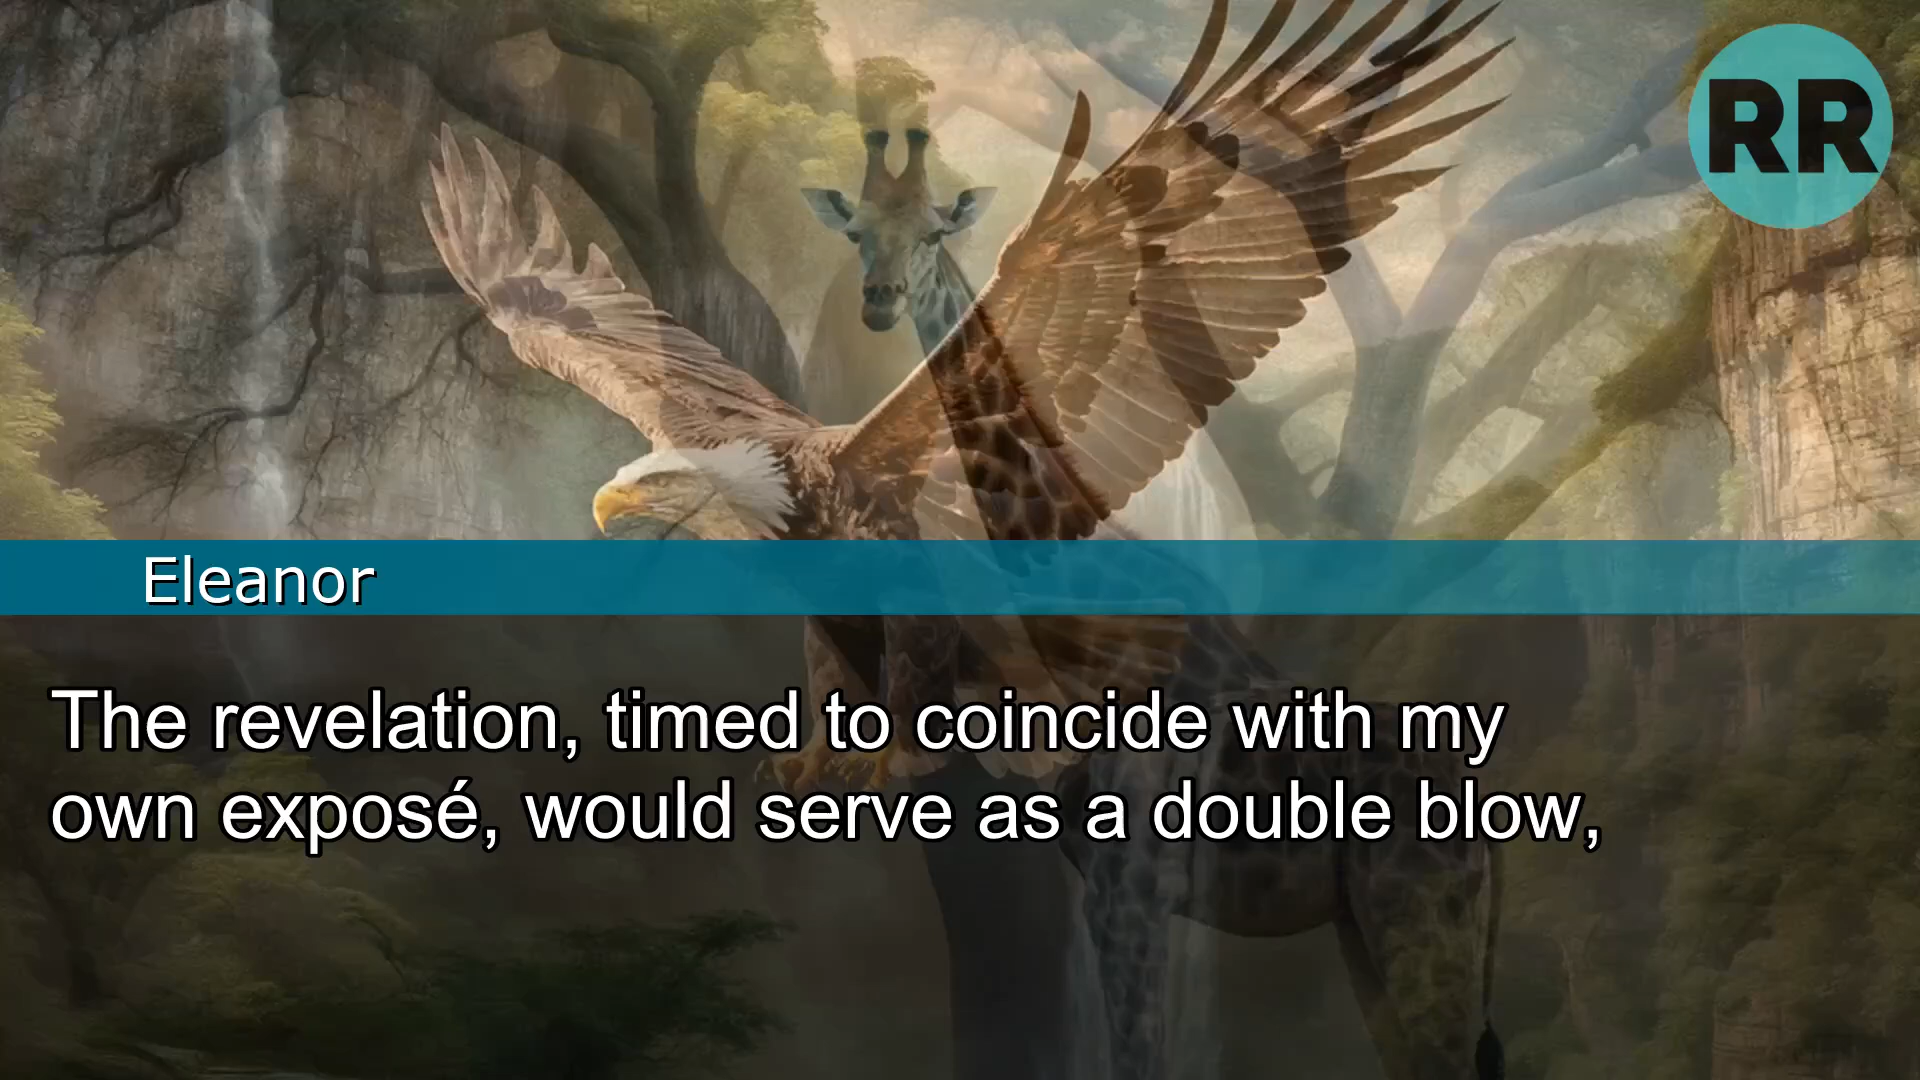 RR
Eleanor
The revelation, timed to coincide with my
own exposé, would serve as a double blow,